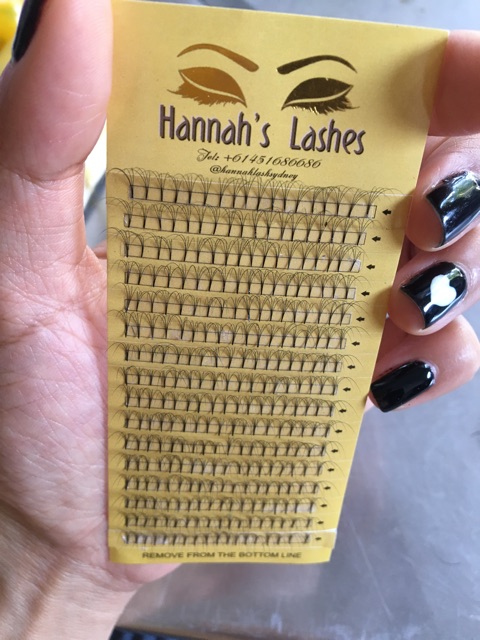 Hannah's Lashes
Tel: +61451686686
@hannahlashsydney
REMOVE FROM THE BOTTOM LINE